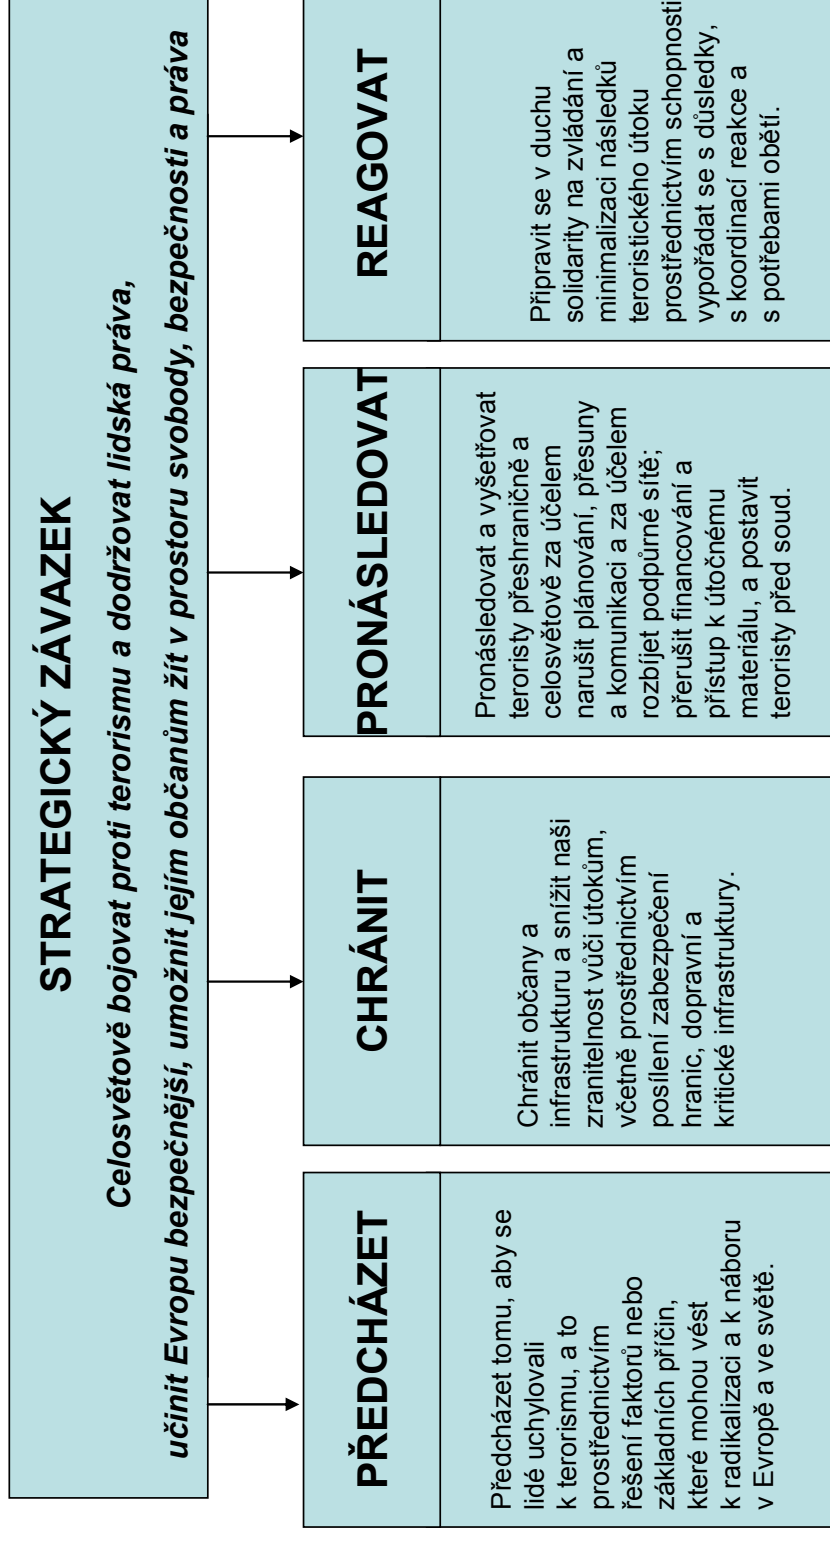 STRATEGICKÝ ZÁVAZEK
Celosvětově bojovat proti terorismu a dodržovat lidská práva,
učinit Evropu bezpečnější, umožnit jejím občanům žít v prostoru svobody, bezpečnosti a práva
PŘEDCHÁZET
Předcházet tomu, aby se
lidé uchylovali
k terorismu, a to
prostřednictvím
řešení faktorů nebo
základních příčin,
které mohou vést
k radikalizaci a k náboru
v Evropě a ve světě.
CHRÁNIT
Chránit občany a
infrastrukturu a snížit naši
zranitelnost vůči útokům,
včetně prostřednictvím
posílení zabezpečení
hranic, dopravní a
kritické infrastruktury.
PRONÁSLEDOVAT
Pronásledovat a vyšetřovat
teroristy přeshraničně a
celosvětově za účelem
narušit plánování, přesuny
a komunikaci a za účelem
rozbíjet podpůrné sítě;
přerušit financování a
přístup k útočnému
materiálu, a postavit
teroristy před soud.
REAGOVAT
Připravit se v duchu
solidarity na zvládání a
minimalizaci následků
teroristického útoku
prostřednictvím schopnosti
vypořádat se s důsledky,
s koordinací reakce a
s potřebami obětí.